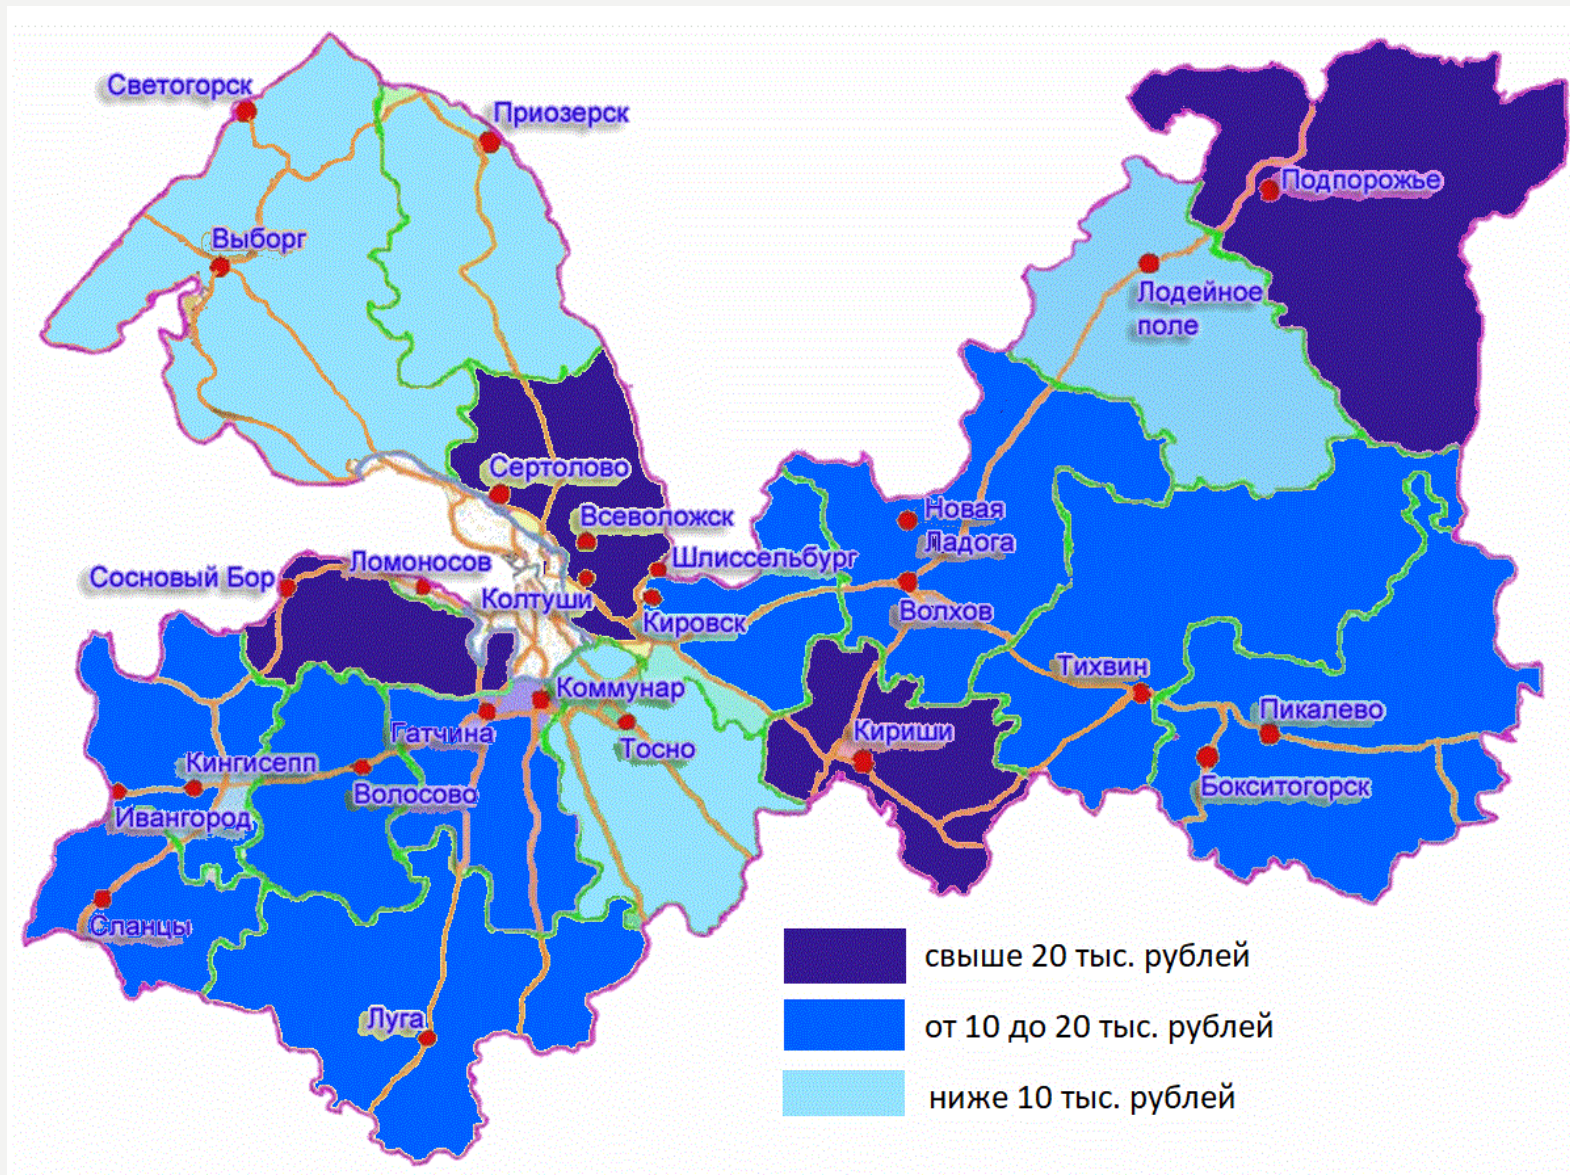 Светогорск
Приозерск
Выборг
Подпорожье
Лодейное
поле
Сертолово
Всеволожск
Новая
Ладога
Шлиссельбург
Ломоносов
Сосновый Бор
Колтуши
Кировск
Волхов
Тихвин
Коммунар
Пикалево
Гатчина
Тосно
Кириши
Кингисепп
Волосово
Бокситогорск
Ивангород
Сланцы
Луга
свыше 20 тыс. рублей
от 10 до 20 тыс. рублей
ниже 10 тыс. рублей